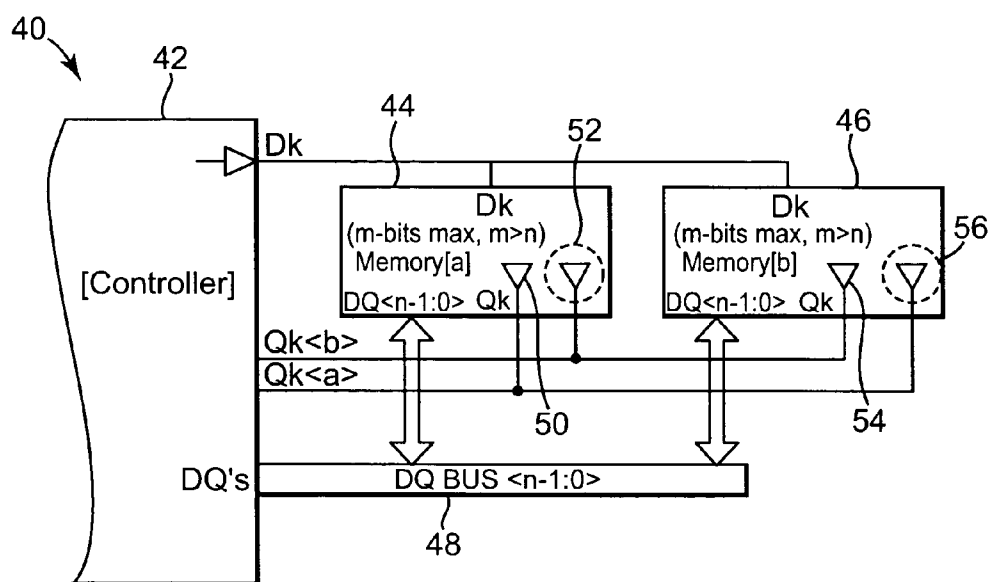 40
42
44
52
46
56
Dk
Dk
(m-bits max, m>n)
Memory[a]
DQ<n-1:0> Qk
Dk
(m-bits max, m>n)
Memory[b]
DQ<n-1:0> Qk
[Controller]
Qk<b>
Qk<a>
50
54
DQ's
DQ BUS <n-1:0>
48